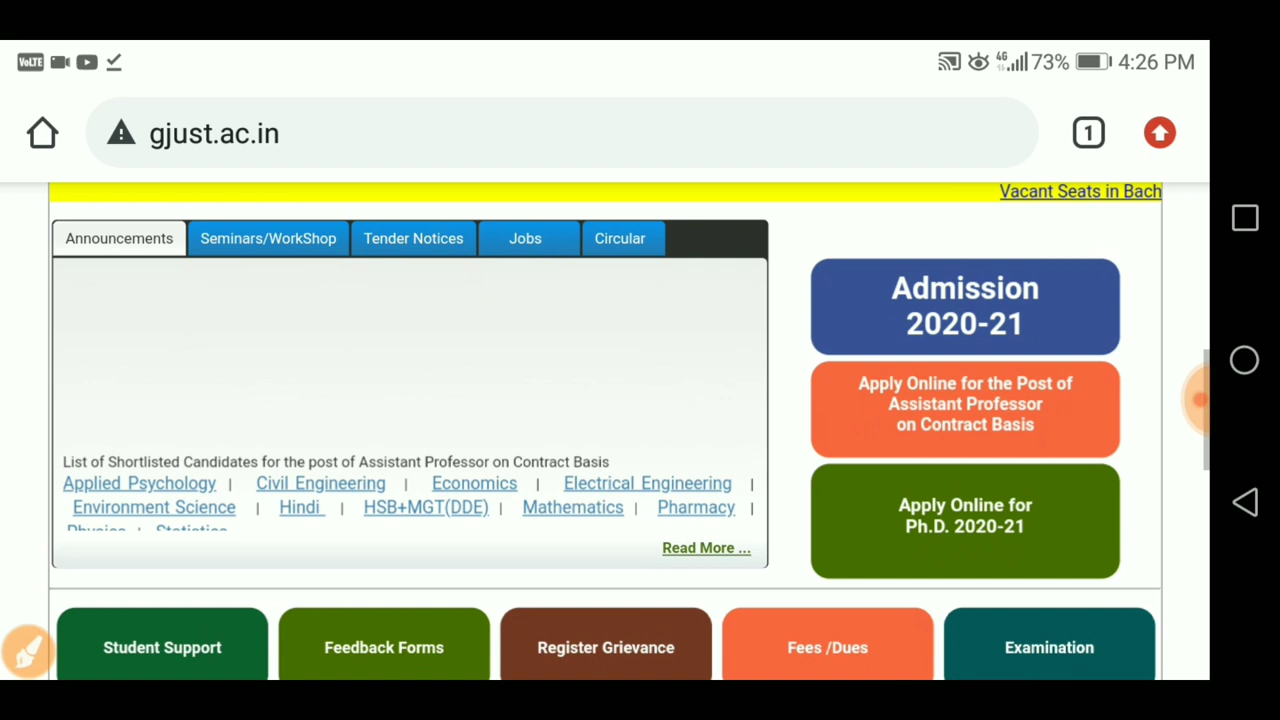 VoLTE 4G 73% 4:26 PM
gjust.ac.in 1
Vacant Seats in Bach
Announcements Seminars/WorkShop Tender Notices Jobs Circular
Admission
2020-21
Apply Online for the Post of
Assistant Professor
on Contract Basis
Apply Online for
Ph.D. 2020-21
List of Shortlisted Candidates for the post of Assistant Professor on Contract Basis
Applied Psychology | Civil Engineering | Economics | Electrical Engineering |
Environment Science | Hindi | HSB+MGT(DDE) | Mathematics | Pharmacy |
Physics | Statistics
Read More ...
Student Support Feedback Forms Register Grievance Fees /Dues Examination